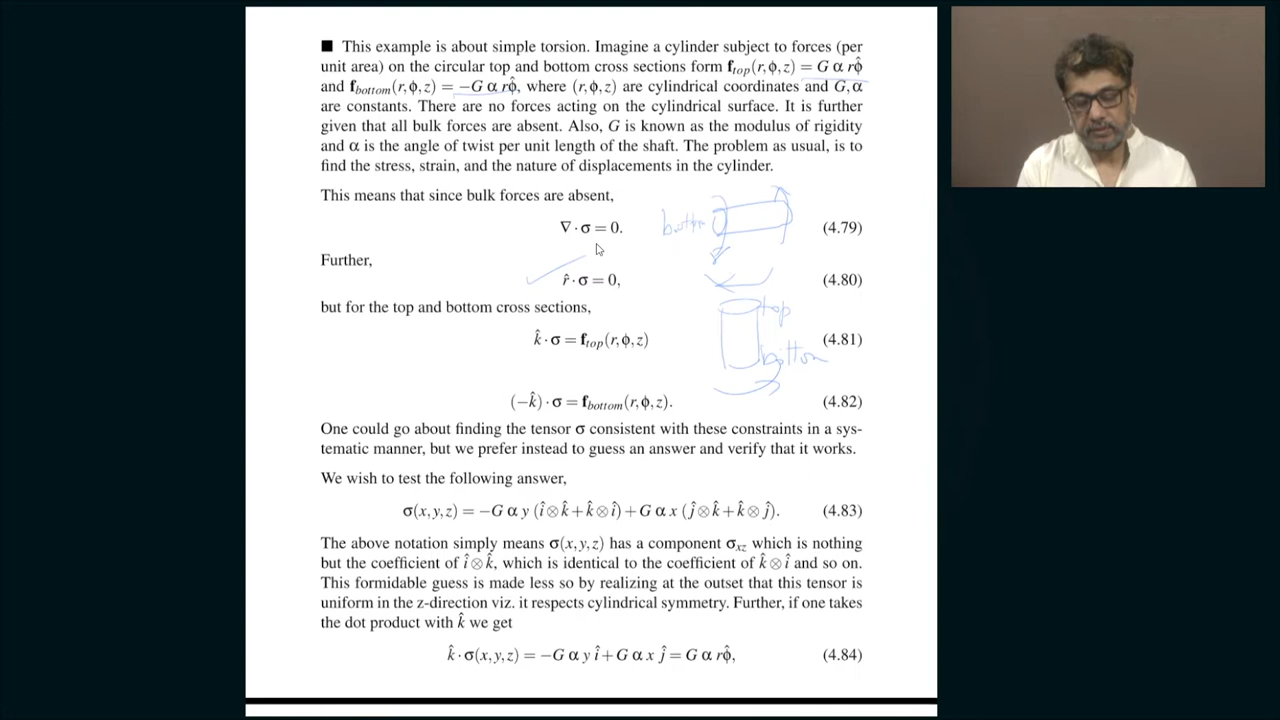 ■ This example is about simple torsion. Imagine a cylinder subject to forces (per
unit area) on the circular top and bottom cross sections form f_top(r,ϕ,z) = G α rϕ̂
and f_bottom(r,ϕ,z) = −G α rϕ̂, where (r,ϕ,z) are cylindrical coordinates and G,α
are constants. There are no forces acting on the cylindrical surface. It is further
given that all bulk forces are absent. Also, G is known as the modulus of rigidity
and α is the angle of twist per unit length of the shaft. The problem as usual, is to
find the stress, strain, and the nature of displacements in the cylinder.
This means that since bulk forces are absent,
∇·σ = 0. (4.79)
bottom
Further,
r̂·σ = 0, (4.80)
but for the top and bottom cross sections,
top
k̂·σ = f_top(r,ϕ,z) (4.81)
bottom
(−k̂)·σ = f_bottom(r,ϕ,z). (4.82)
One could go about finding the tensor σ consistent with these constraints in a sys-
tematic manner, but we prefer instead to guess an answer and verify that it works.
We wish to test the following answer,
σ(x,y,z) = −G α y (î⊗k̂+k̂⊗î)+G α x (ĵ⊗k̂+k̂⊗ĵ). (4.83)
The above notation simply means σ(x,y,z) has a component σ_xz which is nothing
but the coefficient of î⊗k̂, which is identical to the coefficient of k̂⊗î and so on.
This formidable guess is made less so by realizing at the outset that this tensor is
uniform in the z-direction viz. it respects cylindrical symmetry. Further, if one takes
the dot product with k̂ we get
k̂·σ(x,y,z) = −G α y î+G α x ĵ = G α rϕ̂, (4.84)